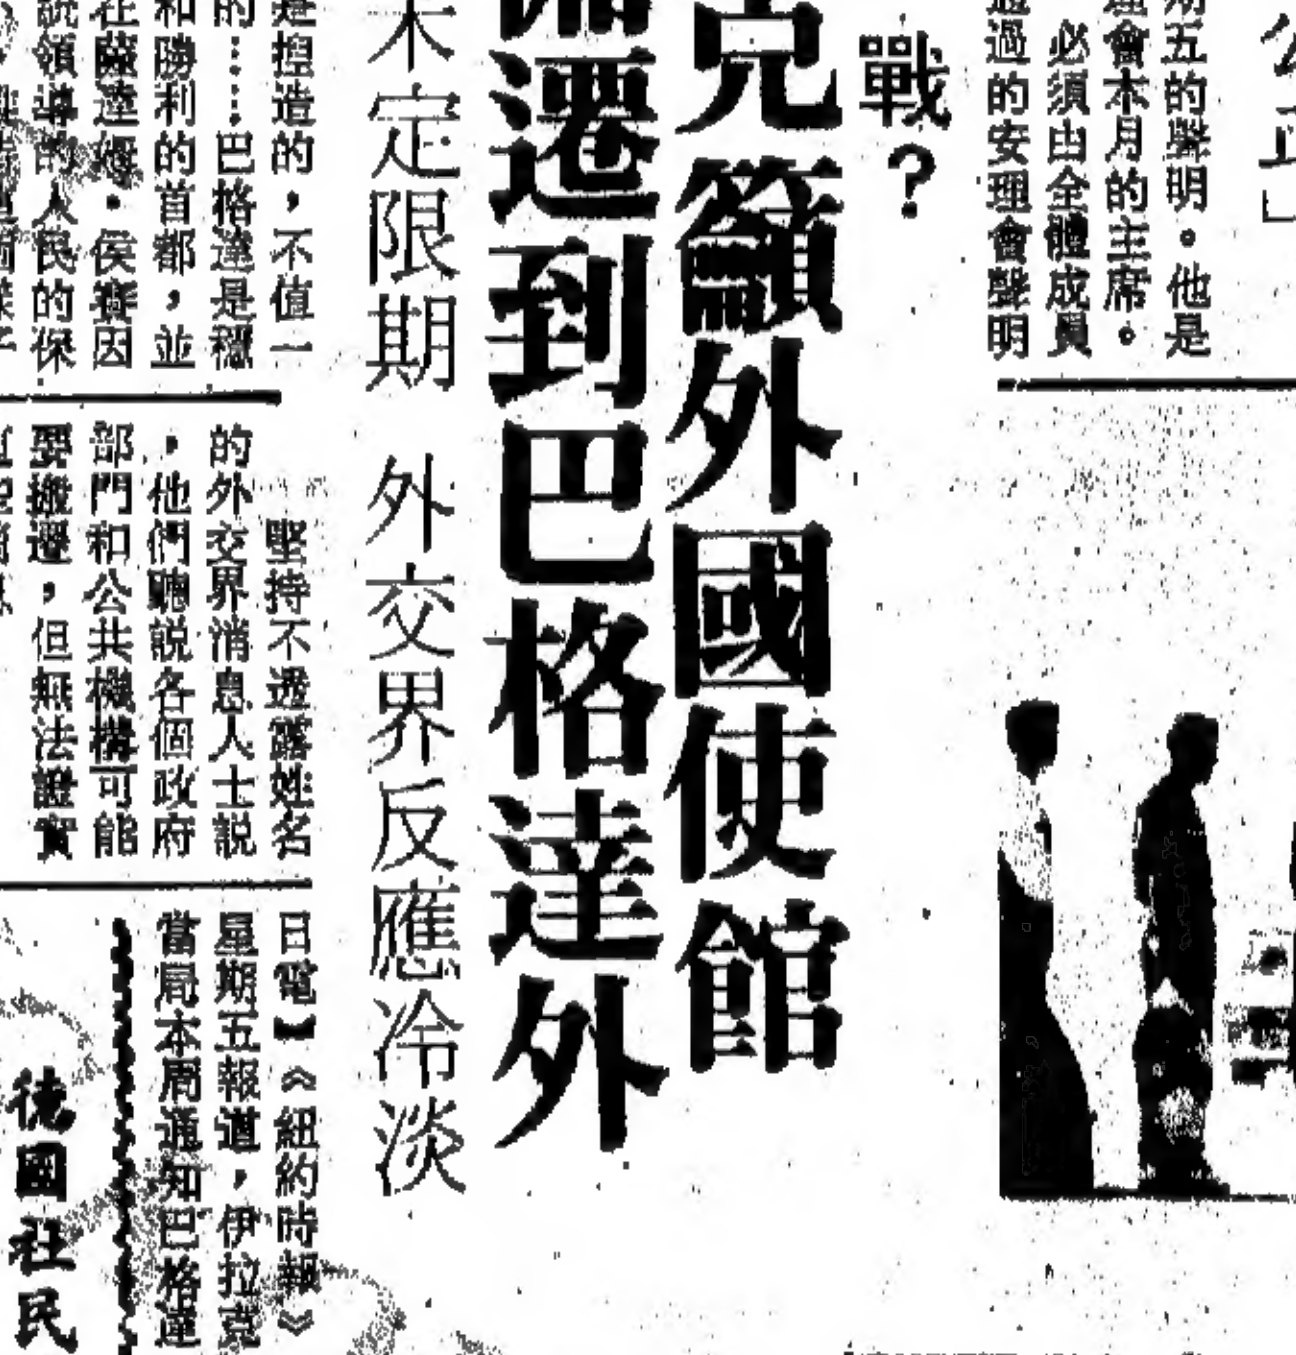 公正」
期五的聲明。他是
理會本月的主席。
必須由全體成員
通過的安理會聲明
戰？
克籲外國使館
遷到巴格達外
未定限期 外交界反應冷淡
是捏造的，不值一
的……巴格達是穩
和勝利的首都，並
在薩達姆·侯賽因
說領導的人民的保
堅持不透露姓名
的外交界消息人士説
，他們聽説各個政府
部門和公共機構可能
要搬遷，但無法證實
日電】《紐約時報》
星期五報道，伊拉克
當局本周通知巴格達
德國社民